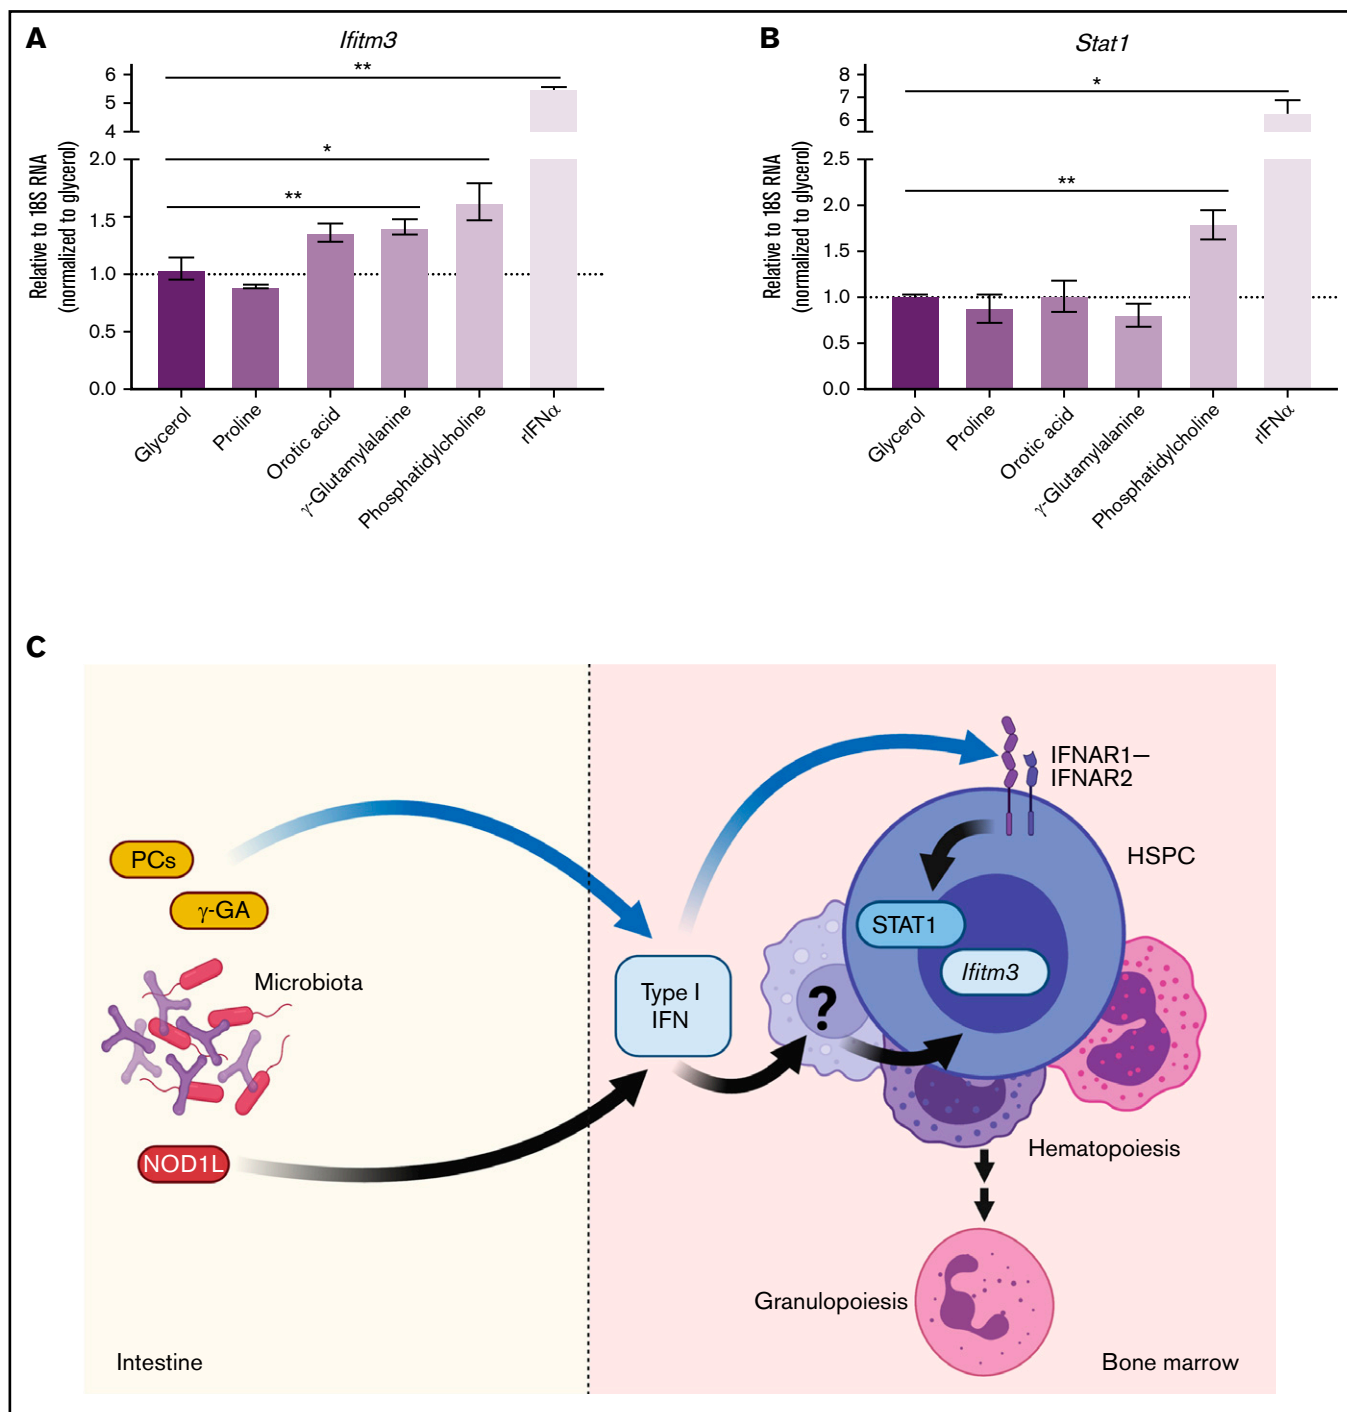 A
Ifitm3
Relative to 18S RNA
(normalized to glycerol)
6
5
4
2.0
1.5
1.0
0.5
0.0
**
*
**
Glycerol
Proline
Orotic acid
γ-Glutamylalanine
Phosphatidylcholine
rIFNα
B
Stat1
Relative to 18S RNA
(normalized to glycerol)
8
7
6
2.5
2.0
1.5
1.0
0.5
0.0
*
**
Glycerol
Proline
Orotic acid
γ-Glutamylalanine
Phosphatidylcholine
rIFNα
C
IFNAR1–
IFNAR2
PCs
HSPC
γ-GA
STAT1
Ifitm3
Microbiota
Type I
IFN
?
NOD1L
Hematopoiesis
Granulopoiesis
Intestine
Bone marrow